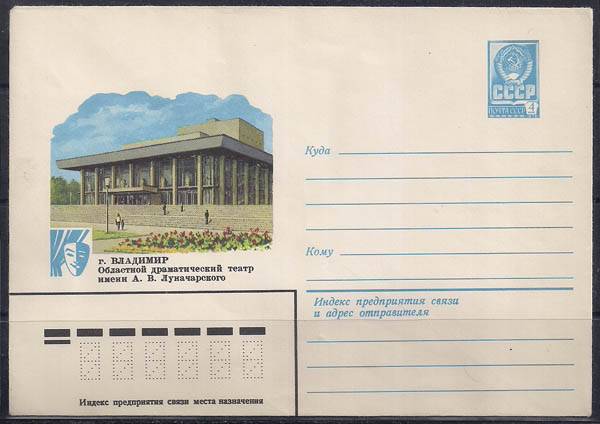 СССР
ПОЧТА СССР 4
Куда
Кому
Индекс предприятия связи
и адрес отправителя
г. ВЛАДИМИР
Областной драматический театр
имени А. В. Луначарского
Индекс предприятия связи места назначения